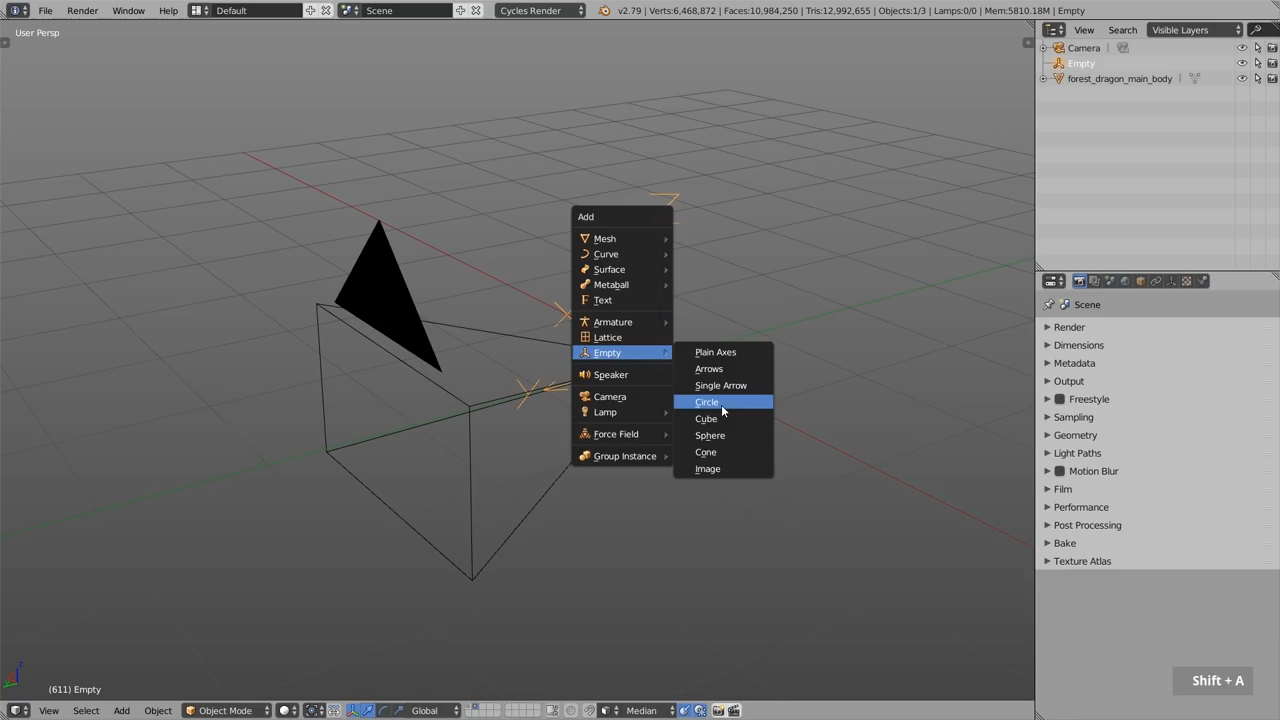 File Render Window Help Default Scene Cycles Render v2.79 | Verts:6,468,872 | Faces:10,984,250 | Tris:12,992,655 | Objects:1/3 | Lamps:0/0 | Mem:5810.18M | Empty
User Persp
View Search Visible Layers
Camera
Empty
forest_dragon_main_body
Add
Mesh
Curve
Surface
Metaball
Text
Armature
Lattice
Empty
Speaker
Camera
Lamp
Force Field
Group Instance
Plain Axes
Arrows
Single Arrow
Circle
Cube
Sphere
Cone
Image
Scene
Render
Dimensions
Metadata
Output
Freestyle
Sampling
Geometry
Light Paths
Motion Blur
Film
Performance
Post Processing
Bake
Texture Atlas
Shift + A
(611) Empty
View Select Add Object Object Mode Global Median